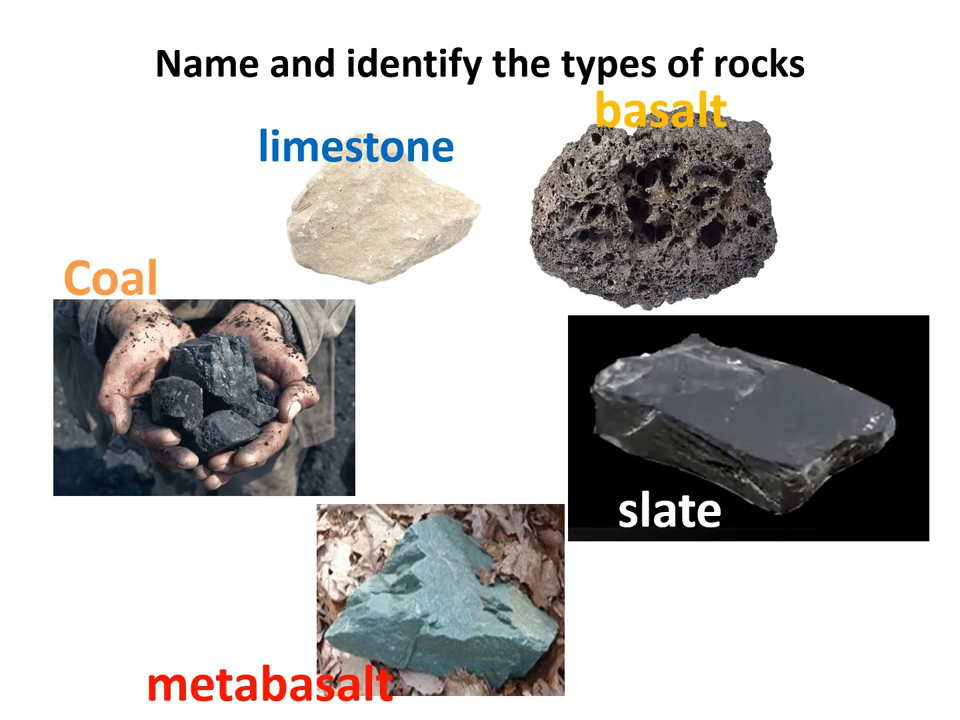 Name and identify the types of rocks
basalt
limestone
Coal
slate
metabasalt